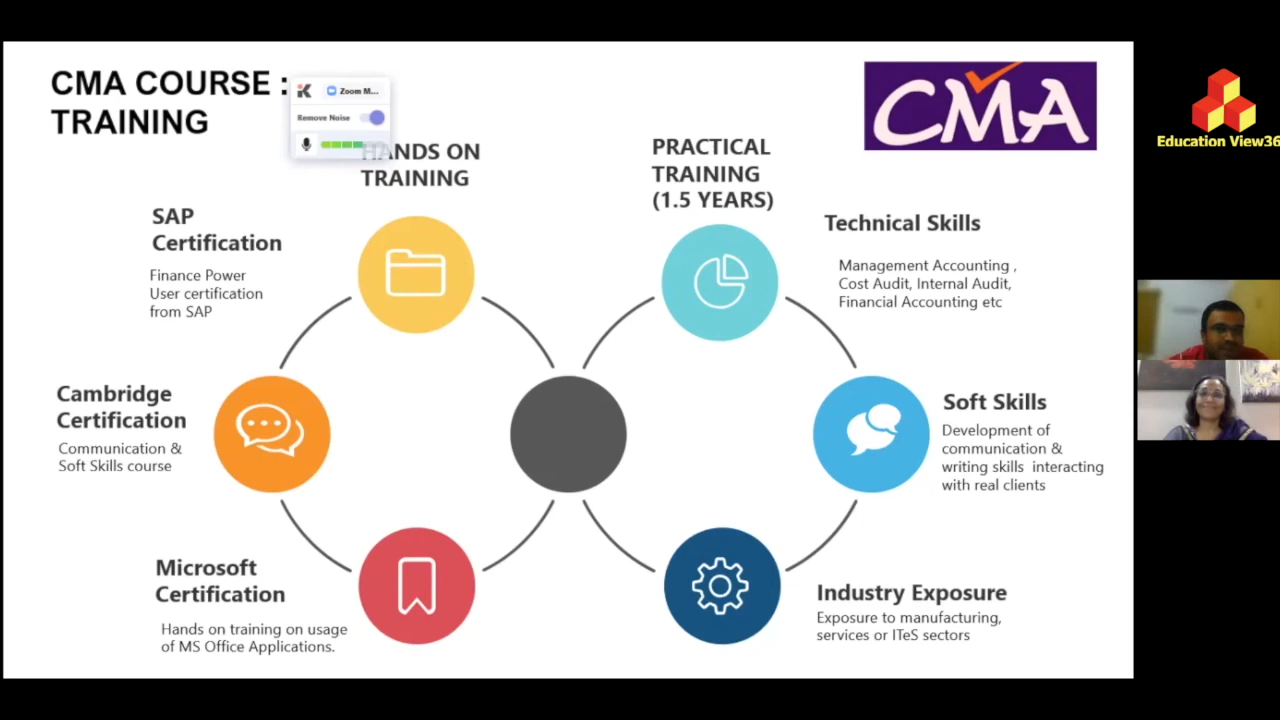 CMA COURSE :
TRAINING
Zoom M...
Remove Noise
HANDS ON
TRAINING
PRACTICAL
TRAINING
(1.5 YEARS)
CMA
Education View36
SAP
Certification
Finance Power
User certification
from SAP
Technical Skills
Management Accounting ,
Cost Audit, Internal Audit,
Financial Accounting etc
Cambridge
Certification
Communication &
Soft Skills course
Soft Skills
Development of
communication &
writing skills interacting
with real clients
Microsoft
Certification
Hands on training on usage
of MS Office Applications.
Industry Exposure
Exposure to manufacturing,
services or ITeS sectors